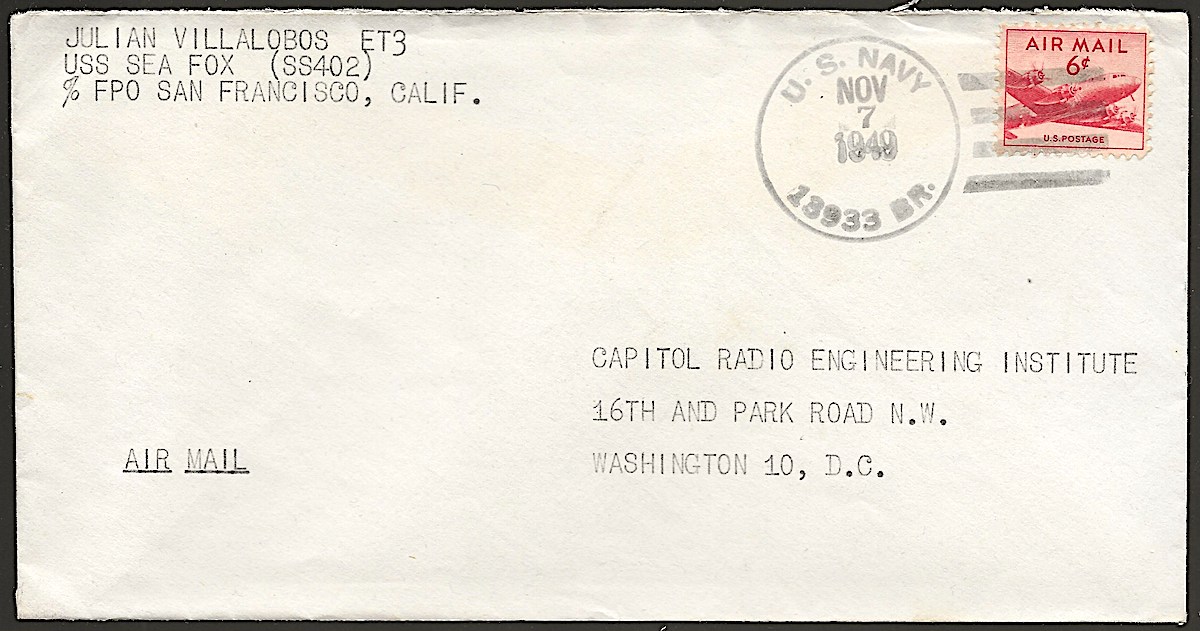 JULIAN VILLALOBOS ET3
USS SEA FOX (SS402)
% FPO SAN FRANCISCO, CALIF.
U. S. NAVY
NOV
7
1949
13933 BR.
AIR MAIL
6¢
U.S. POSTAGE
CAPITOL RADIO ENGINEERING INSTITUTE
16TH AND PARK ROAD N.W.
WASHINGTON 10, D.C.
AIR MAIL